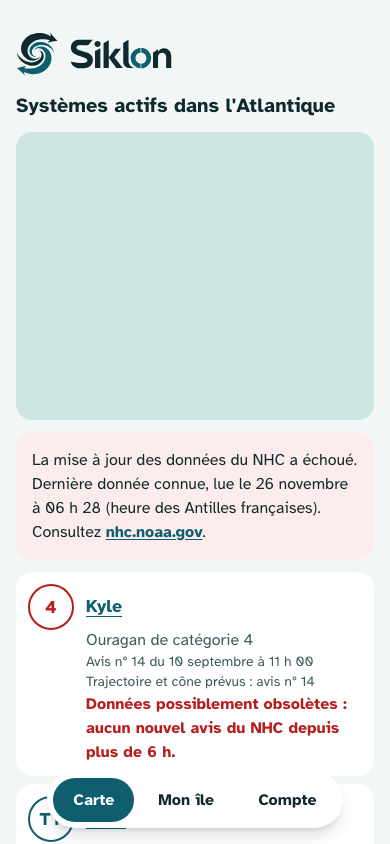 Siklon
Systèmes actifs dans l'Atlantique
La mise à jour des données du NHC a échoué.
Dernière donnée connue, lue le 26 novembre
à 06 h 28 (heure des Antilles françaises).
Consultez nhc.noaa.gov.
4
Kyle
Ouragan de catégorie 4
Avis n° 14 du 10 septembre à 11 h 00
Trajectoire et cône prévus : avis n° 14
Données possiblement obsolètes :
aucun nouvel avis du NHC depuis
plus de 6 h.
Carte
Mon île
Compte